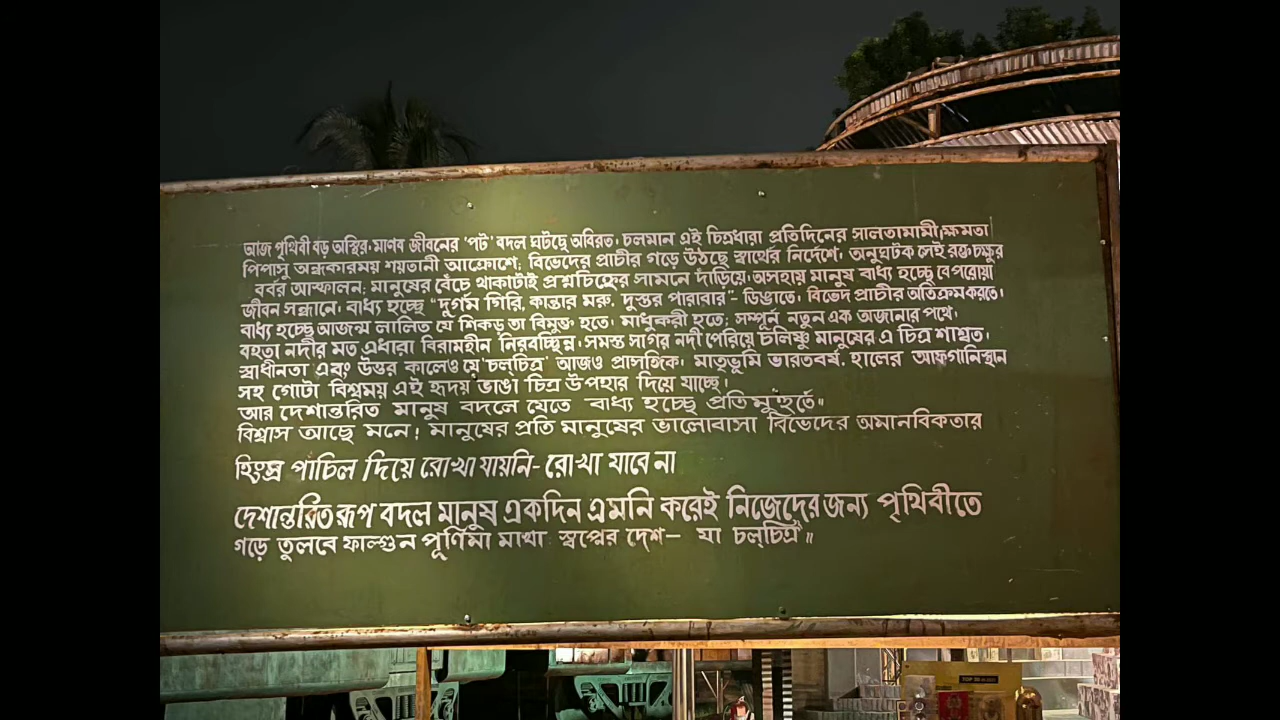 আজ পৃথিবী বড় অস্থির। মানব জীবনের 'পট' বদল ঘটছে অবিরত। চলমান এই চিত্রধারা প্রতিদিনের সালতামামী। ক্ষমতা
পিপাসু অন্ধকারময় শয়তানী আক্রোশে; বিভেদের প্রাচীর গড়ে উঠছে স্বার্থের নির্দেশে। অনুঘটক সেই রক্ত চক্ষুর
বর্বর আস্ফালন। মানুষের বেঁচে থাকাটাই প্রশ্নচিহ্নের সামনে দাঁড়িয়ে। অসহায় মানুষ বাধ্য হচ্ছে বেপরোয়া
জীবন সন্ধানে। বাধ্য হচ্ছে "দুর্গম গিরি, কান্তার মরু, দুস্তর পারাবার"- ডিঙাতে। বিভেদ প্রাচীর অতিক্রম করতে।
বাধ্য হচ্ছে আজন্ম লালিত যে শিকড় তা বিমুক্ত হতে। মাধুকরী হতে; সম্পূর্ন নতুন এক অজানার পথে।
বহতা নদীর মত এধারা বিরামহীন নিরবচ্ছিন্ন। সমস্ত সাগর নদী পেরিয়ে চলিষ্ণু মানুষের এ চিত্র শাশ্বত।
স্বাধীনতা এবং উত্তর কালেও যে 'চল্‌চিত্র' আজও প্রাসঙ্গিক। মাতৃভূমি ভারতবর্ষ, হালের আফগানিস্থান
সহ গোটা বিশ্বময় এই হৃদয় ভাঙা চিত্র উপহার দিয়ে যাচ্ছে।
আর দেশান্তরিত মানুষ বদলে যেতে বাধ্য হচ্ছে প্রতি মুহূর্তে॥
বিশ্বাস আছে মনে! মানুষের প্রতি মানুষের ভালোবাসা বিভেদের অমানবিকতার
হিংস্র পাচিল দিয়ে রোখা যায়নি- রোখা যাবে না
দেশান্তরিত রূপ বদল মানুষ একদিন এমনি করেই নিজেদের জন্য পৃথিবীতে
গড়ে তুলবে ফাল্গুন পূর্ণিমা মাখা স্বপ্নের দেশ— যা চল্‌চিত্র"॥